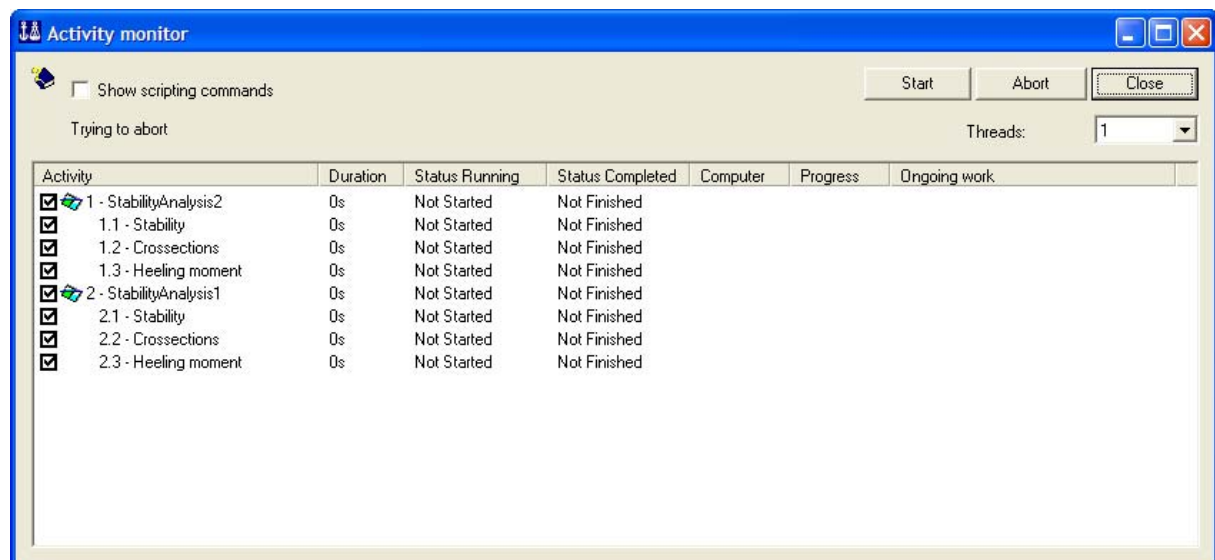 Activity monitor
Show scripting commands Start Abort Close
Trying to abort Threads: 1
Activity Duration Status Running Status Completed Computer Progress Ongoing work
1 - StabilityAnalysis2 0s Not Started Not Finished
1.1 - Stability 0s Not Started Not Finished
1.2 - Crossections 0s Not Started Not Finished
1.3 - Heeling moment 0s Not Started Not Finished
2 - StabilityAnalysis1 0s Not Started Not Finished
2.1 - Stability 0s Not Started Not Finished
2.2 - Crossections 0s Not Started Not Finished
2.3 - Heeling moment 0s Not Started Not Finished